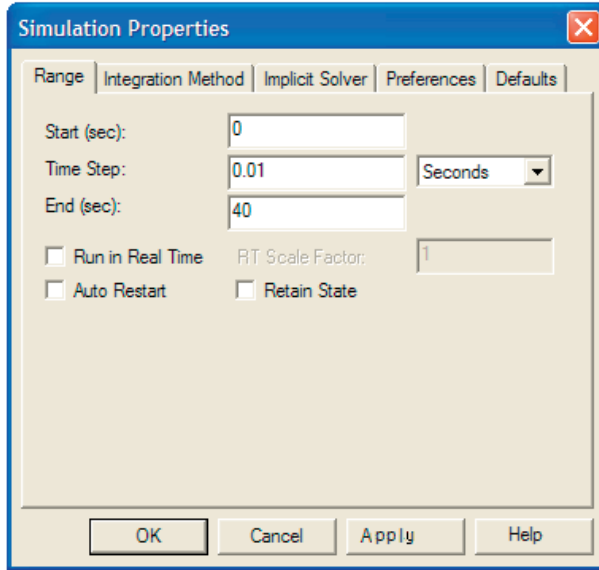 Simulation Properties
Range Integration Method Implicit Solver Preferences Defaults
Start (sec): 0
Time Step: 0.01 Seconds
End (sec): 40
Run in Real Time RT Scale Factor: 1
Auto Restart Retain State
OK Cancel Apply Help